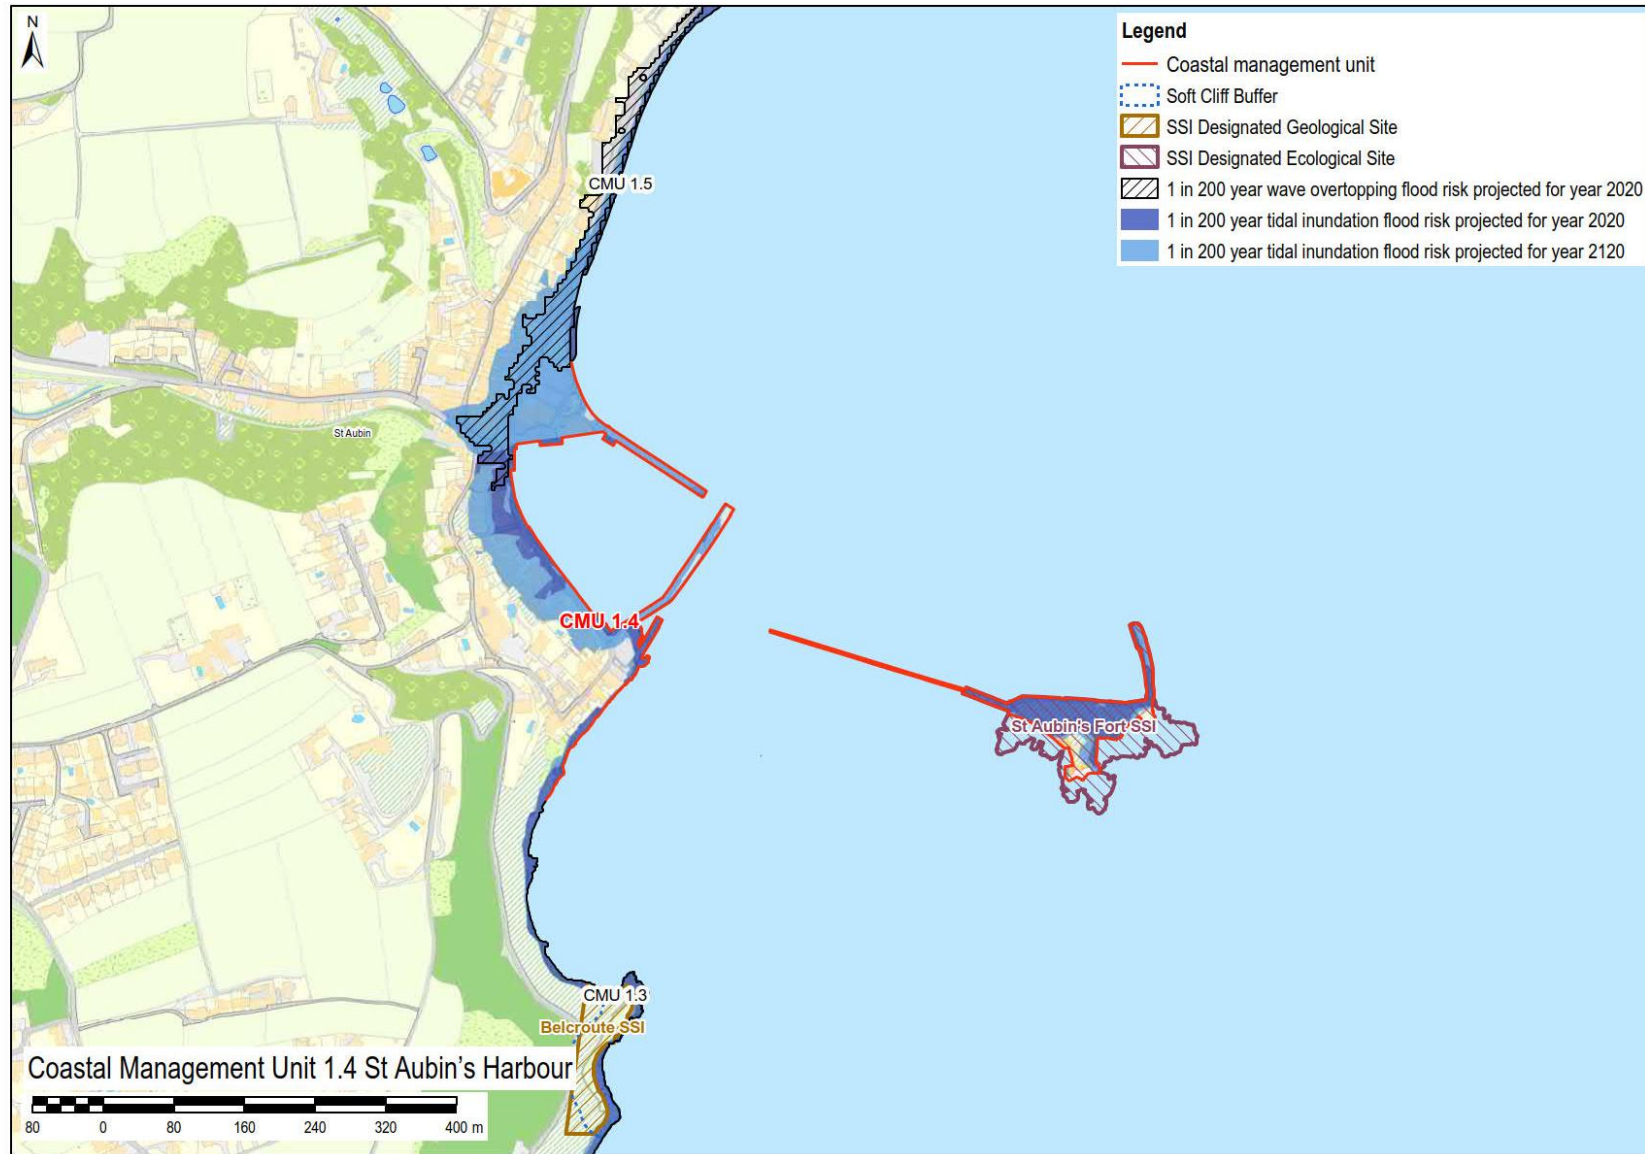 N
Legend
Coastal management unit
Soft Cliff Buffer
SSI Designated Geological Site
SSI Designated Ecological Site
1 in 200 year wave overtopping flood risk projected for year 2020
1 in 200 year tidal inundation flood risk projected for year 2020
1 in 200 year tidal inundation flood risk projected for year 2120
CMU 1.5
St Aubin
CMU 1.4
St Aubin's Fort SSI
CMU 1.3
Belcroute SSI
Coastal Management Unit 1.4 St Aubin’s Harbour
80 0 80 160 240 320 400 m